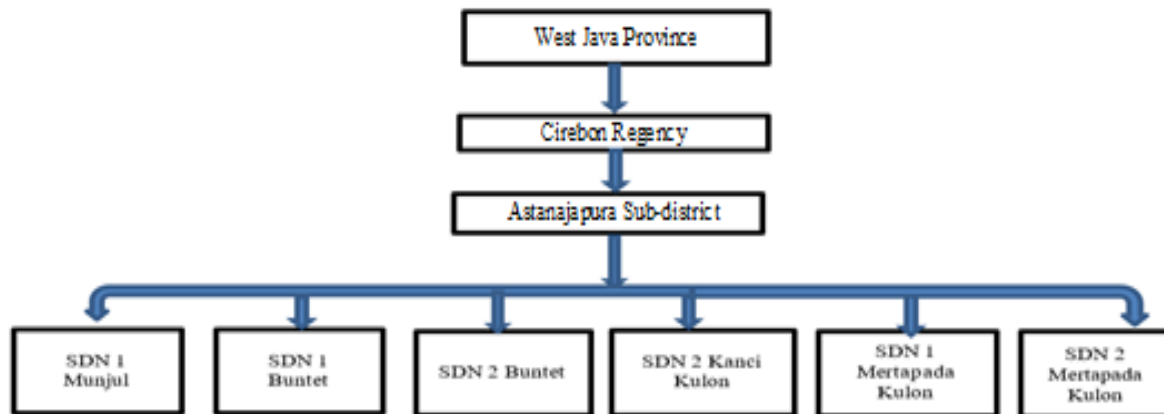 West Java Province
Cirebon Regency
Astanajapura Sub-district
SDN 1
Munjul
SDN 1
Buntet
SDN 2 Buntet
SDN 2 Kanci
Kulon
SDN 1
Mertapada
Kulon
SDN 2
Mertapada
Kulon